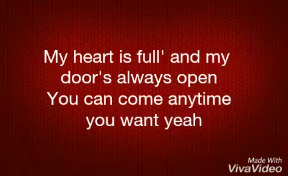 My heart is full' and my
door's always open
You can come anytime
you want yeah
Made With
VivaVideo